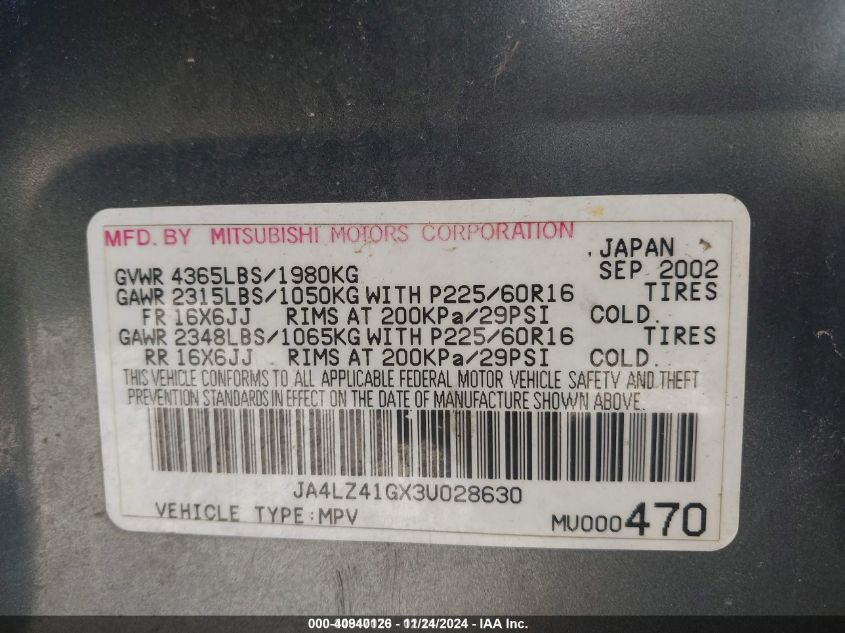 MFD. BY MITSUBISHI MOTORS CORPORATION
JAPAN
GVWR 4365LBS/1980KG SEP 2002
GAWR 2315LBS/1050KG WITH P225/60R16 TIRES
FR 16X6JJ RIMS AT 200KPa/29PSI COLD.
GAWR 2348LBS/1065KG WITH P225/60R16 TIRES
RR 16X6JJ RIMS AT 200KPa/29PSI COLD.
THIS VEHICLE CONFORMS TO ALL APPLICABLE FEDERAL MOTOR VEHICLE SAFETY AND THEFT
PREVENTION STANDARDS IN EFFECT ON THE DATE OF MANUFACTURE SHOWN ABOVE.
JA4LZ41GX3U028630
VEHICLE TYPE:MPV MU000470
000-40940126 - 11/24/2024 - IAA Inc.